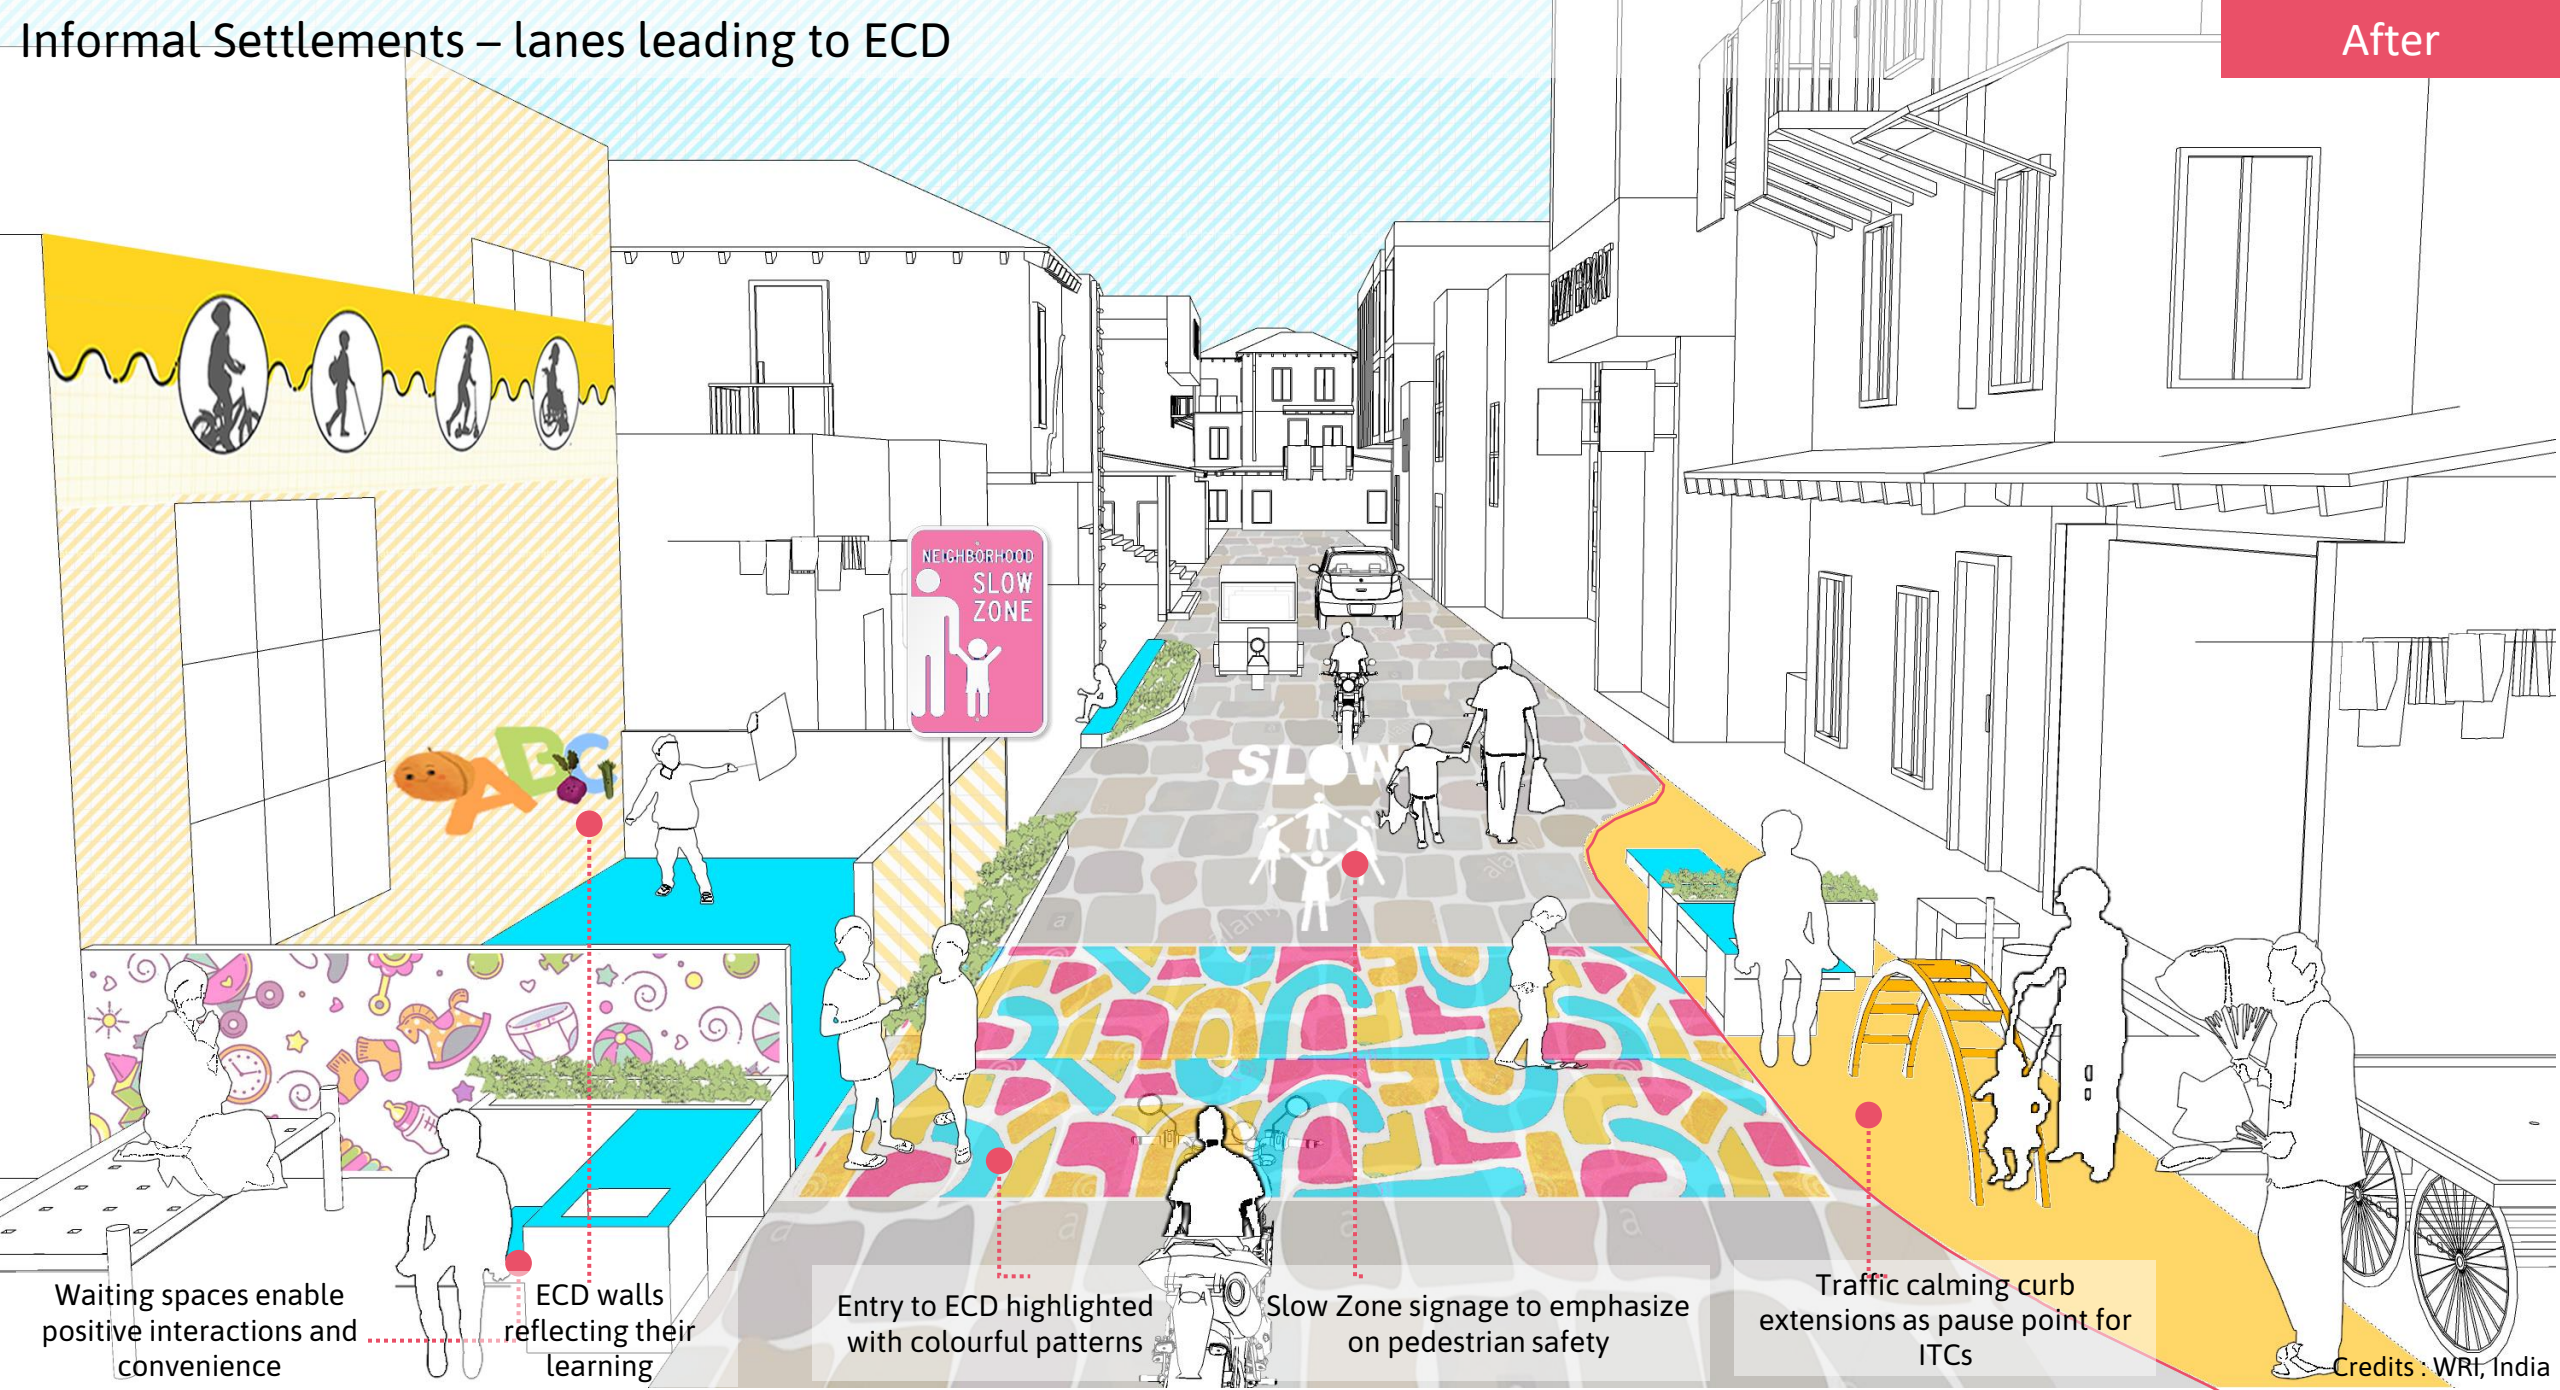 Informal Settlements – lanes leading to ECD
After
NEIGHBORHOOD
SLOW
ZONE
ABC
SLOW
Waiting spaces enable
positive interactions and
convenience
ECD walls
reflecting their
learning
Entry to ECD highlighted
with colourful patterns
Slow Zone signage to emphasize
on pedestrian safety
Traffic calming curb
extensions as pause point for
ITCs
Credits : WRI, India